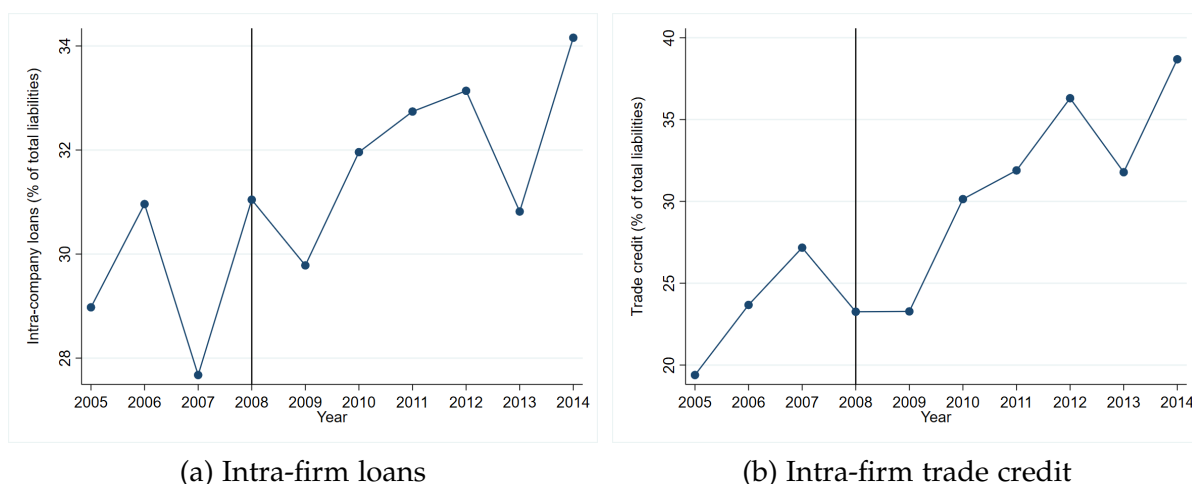 Intra-company loans (% of total liabilities)
34
32
30
28
2005 2006 2007 2008 2009 2010 2011 2012 2013 2014
Year
(a) Intra-firm loans
Trade credit (% of total liabilities)
40
35
30
25
20
2005 2006 2007 2008 2009 2010 2011 2012 2013 2014
Year
(b) Intra-firm trade credit